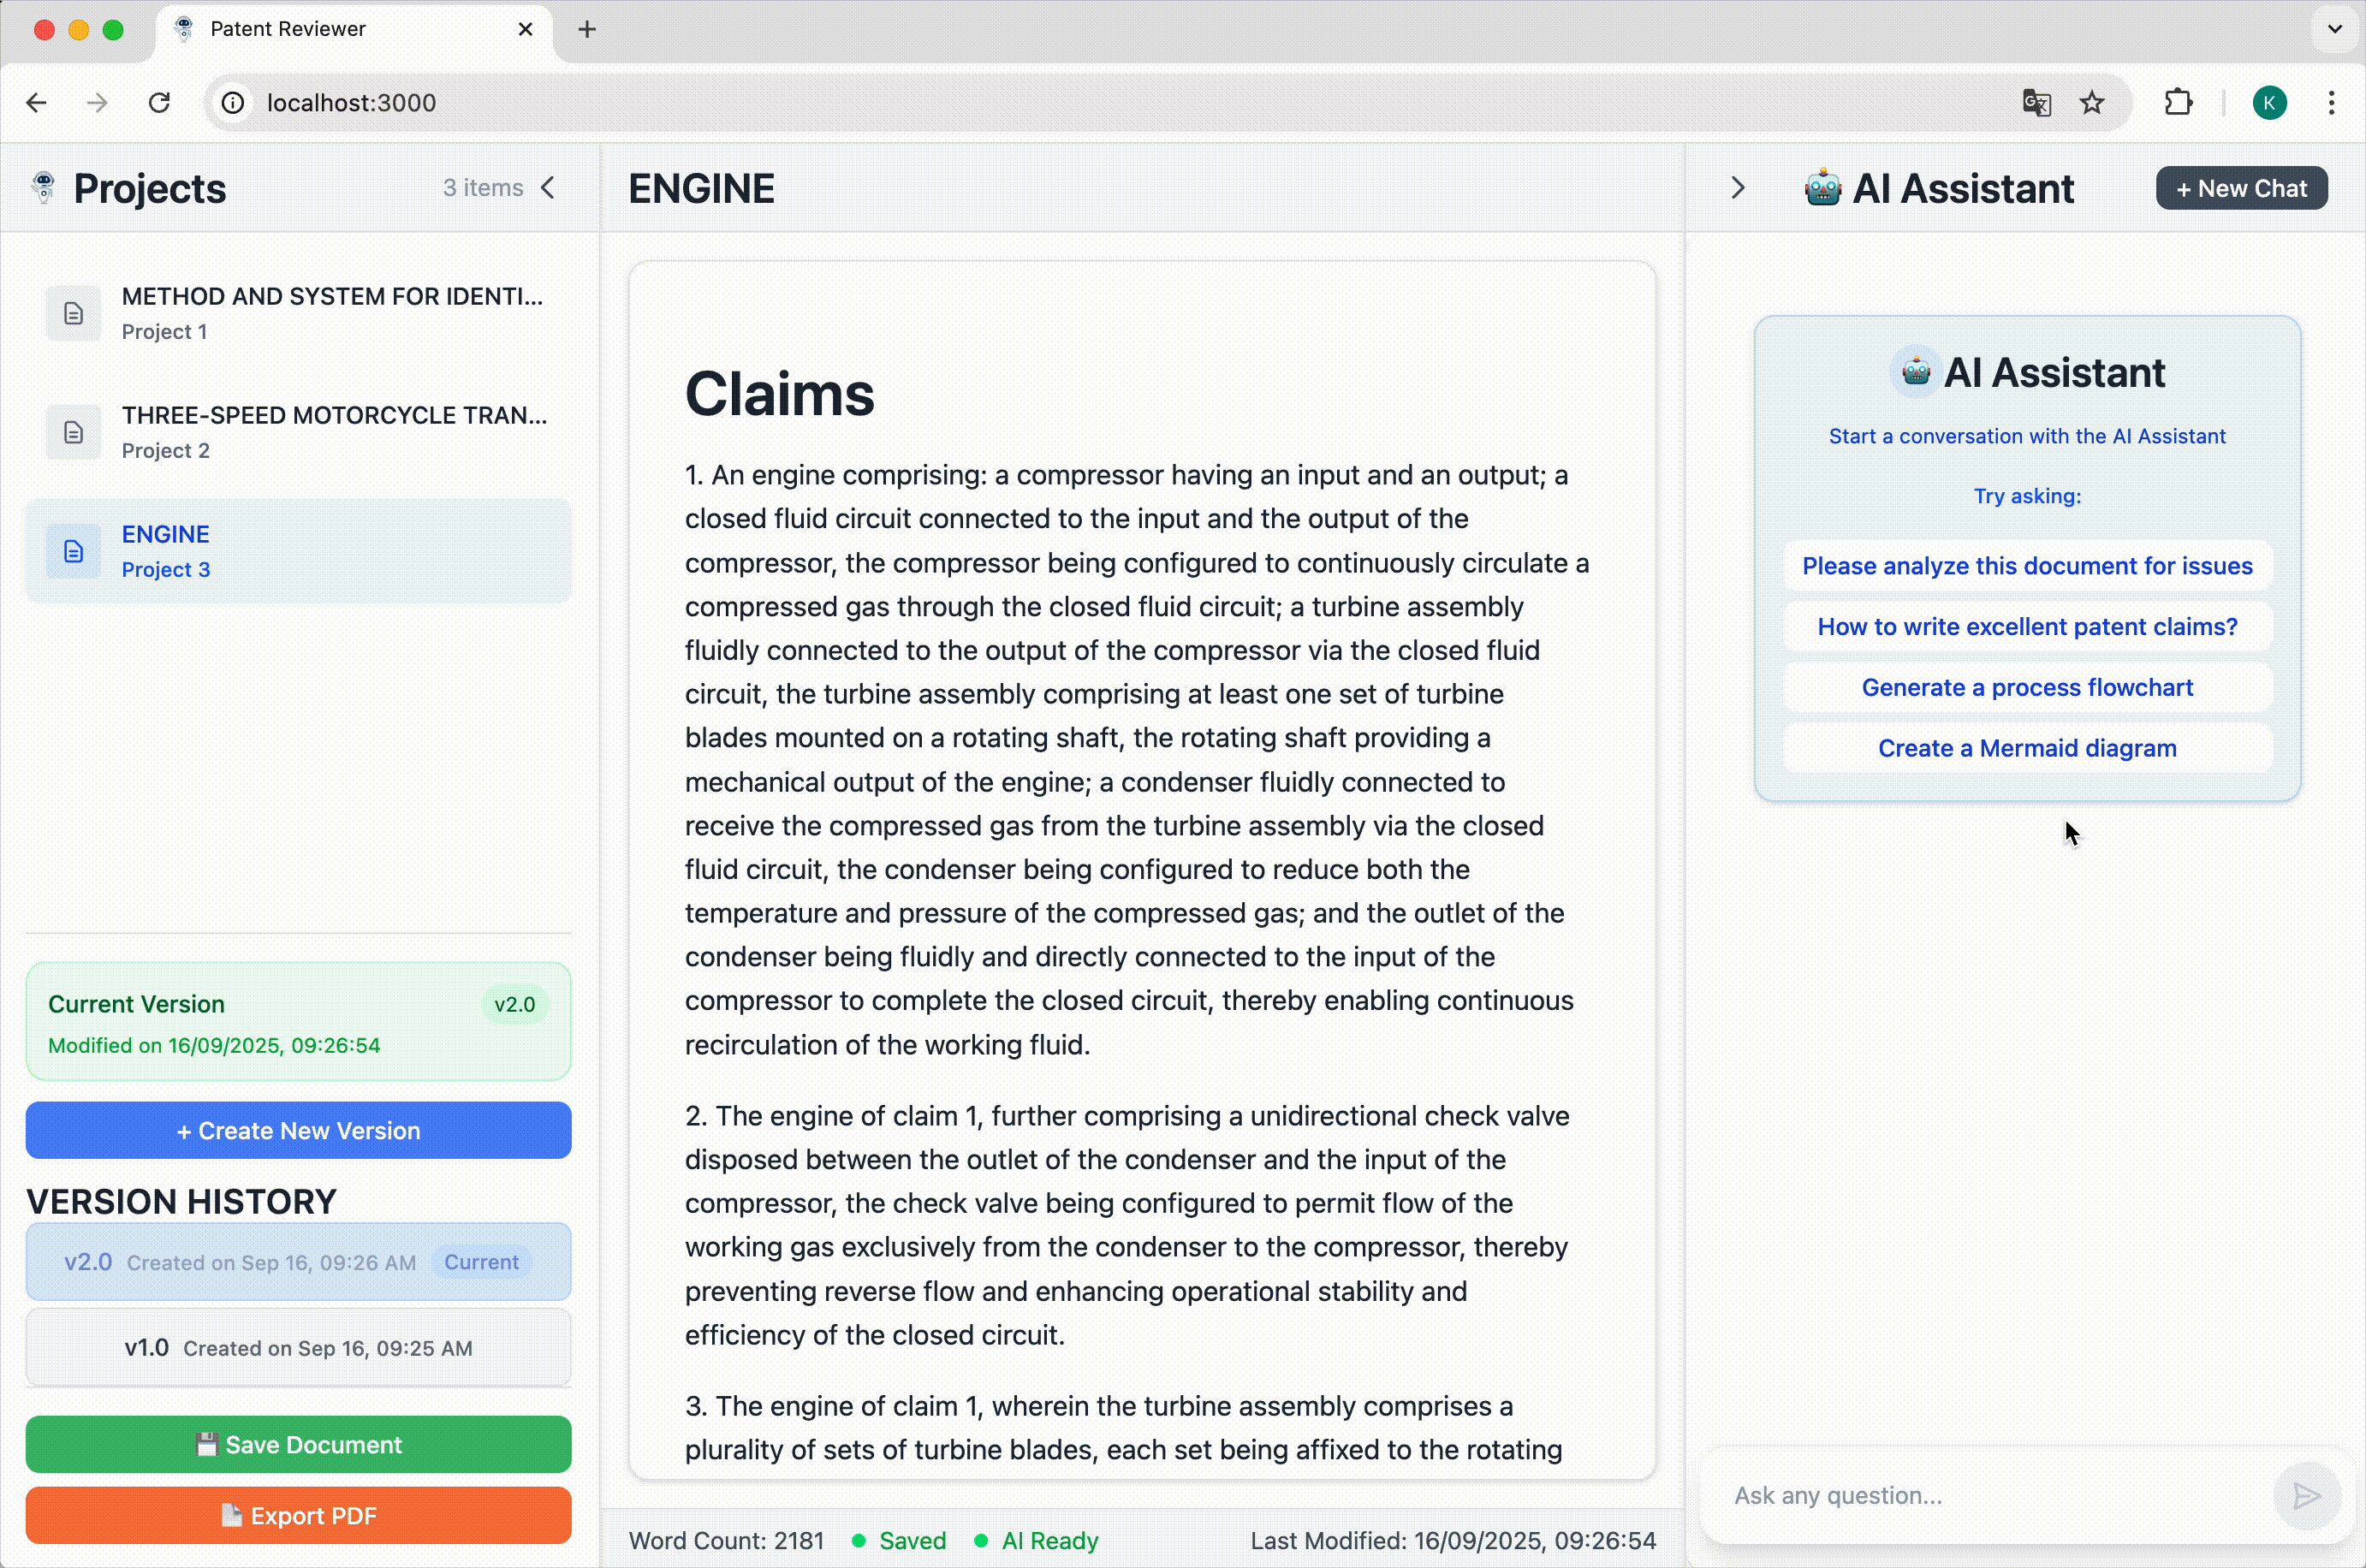 Patent Reviewer
localhost:3000
K
Projects
3 items
METHOD AND SYSTEM FOR IDENTI...
Project 1
THREE-SPEED MOTORCYCLE TRAN...
Project 2
ENGINE
Project 3
Current Version
v2.0
Modified on 16/09/2025, 09:26:54
+ Create New Version
VERSION HISTORY
v2.0 Created on Sep 16, 09:26 AM Current
v1.0 Created on Sep 16, 09:25 AM
Save Document
Export PDF
ENGINE
Claims
1. An engine comprising: a compressor having an input and an output; a
closed fluid circuit connected to the input and the output of the
compressor, the compressor being configured to continuously circulate a
compressed gas through the closed fluid circuit; a turbine assembly
fluidly connected to the output of the compressor via the closed fluid
circuit, the turbine assembly comprising at least one set of turbine
blades mounted on a rotating shaft, the rotating shaft providing a
mechanical output of the engine; a condenser fluidly connected to
receive the compressed gas from the turbine assembly via the closed
fluid circuit, the condenser being configured to reduce both the
temperature and pressure of the compressed gas; and the outlet of the
condenser being fluidly and directly connected to the input of the
compressor to complete the closed circuit, thereby enabling continuous
recirculation of the working fluid.
2. The engine of claim 1, further comprising a unidirectional check valve
disposed between the outlet of the condenser and the input of the
compressor, the check valve being configured to permit flow of the
working gas exclusively from the condenser to the compressor, thereby
preventing reverse flow and enhancing operational stability and
efficiency of the closed circuit.
3. The engine of claim 1, wherein the turbine assembly comprises a
plurality of sets of turbine blades, each set being affixed to the rotating
Word Count: 2181
Saved
AI Ready
Last Modified: 16/09/2025, 09:26:54
AI Assistant
+ New Chat
AI Assistant
Start a conversation with the AI Assistant
Try asking:
Please analyze this document for issues
How to write excellent patent claims?
Generate a process flowchart
Create a Mermaid diagram
Ask any question...